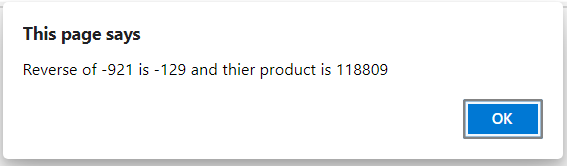 This page says
Reverse of -921 is -129 and thier product is 118809
OK